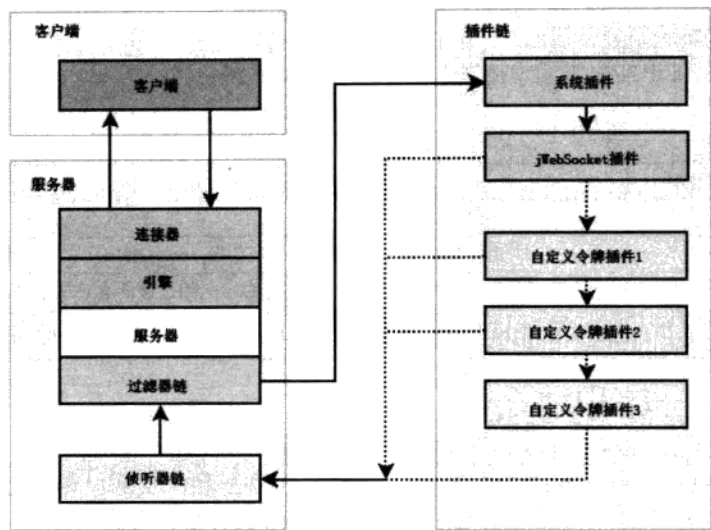 客户端
客户端
服务器
连接器
引擎
服务器
过滤器链
侦听器链
插件链
系统插件
jWebSocket插件
自定义令牌插件1
自定义令牌插件2
自定义令牌插件3